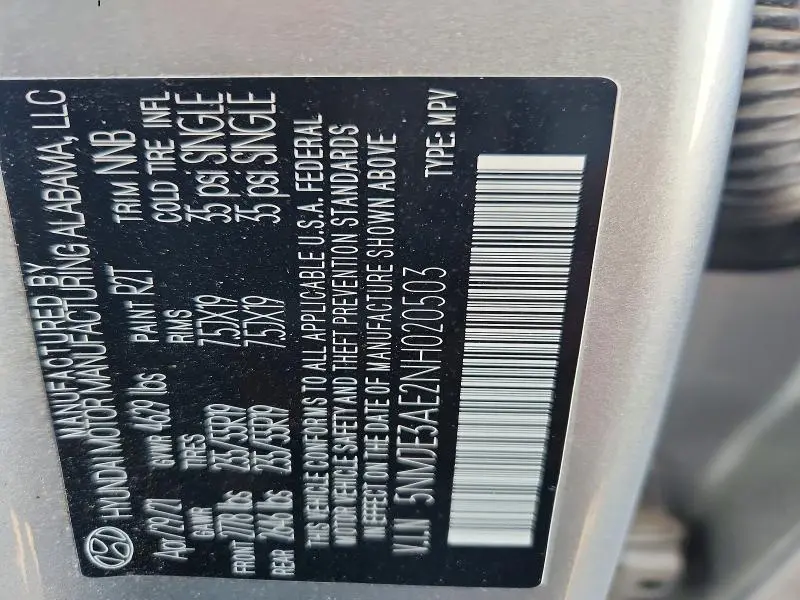 MANUFACTURED BY
HYUNDAI MOTOR MANUFACTURING ALABAMA, LLC
Apr/29/21 GVWR 4629 lbs PAINT R2T TRIM NNB
GAWR TIRES RIMS COLD TIRE INFL
FRONT 2778 lbs 235/55R19 7.5JX19 35 psi SINGLE
REAR lbs 235/55R19 7.5JX19 35 psi SINGLE
THIS VEHICLE CONFORMS TO ALL APPLICABLE U.S.A. FEDERAL
MOTOR VEHICLE SAFETY AND THEFT PREVENTION STANDARDS
IN EFFECT ON THE DATE OF MANUFACTURE SHOWN ABOVE
V.I.N 5NMJE3AE2NH020503 TYPE: MPV